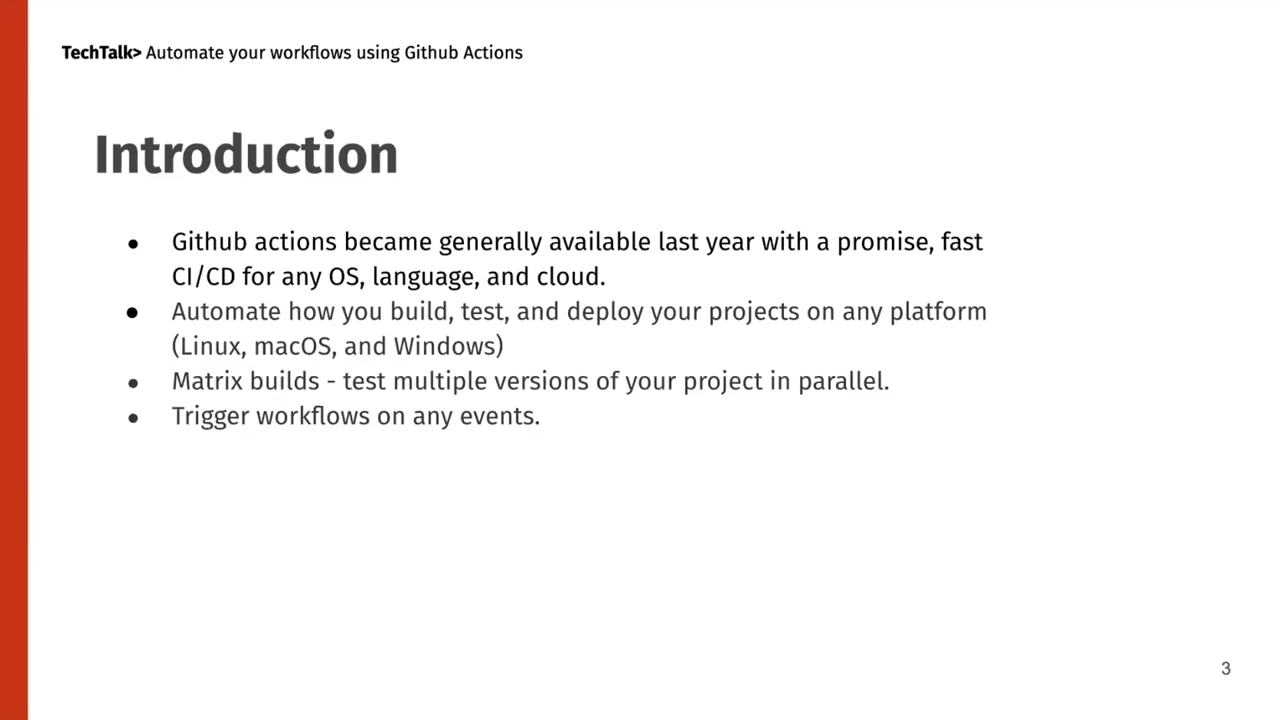 TechTalk> Automate your workflows using Github Actions
Introduction
● Github actions became generally available last year with a promise, fast
CI/CD for any OS, language, and cloud.
● Automate how you build, test, and deploy your projects on any platform
(Linux, macOS, and Windows)
● Matrix builds - test multiple versions of your project in parallel.
● Trigger workflows on any events.
3